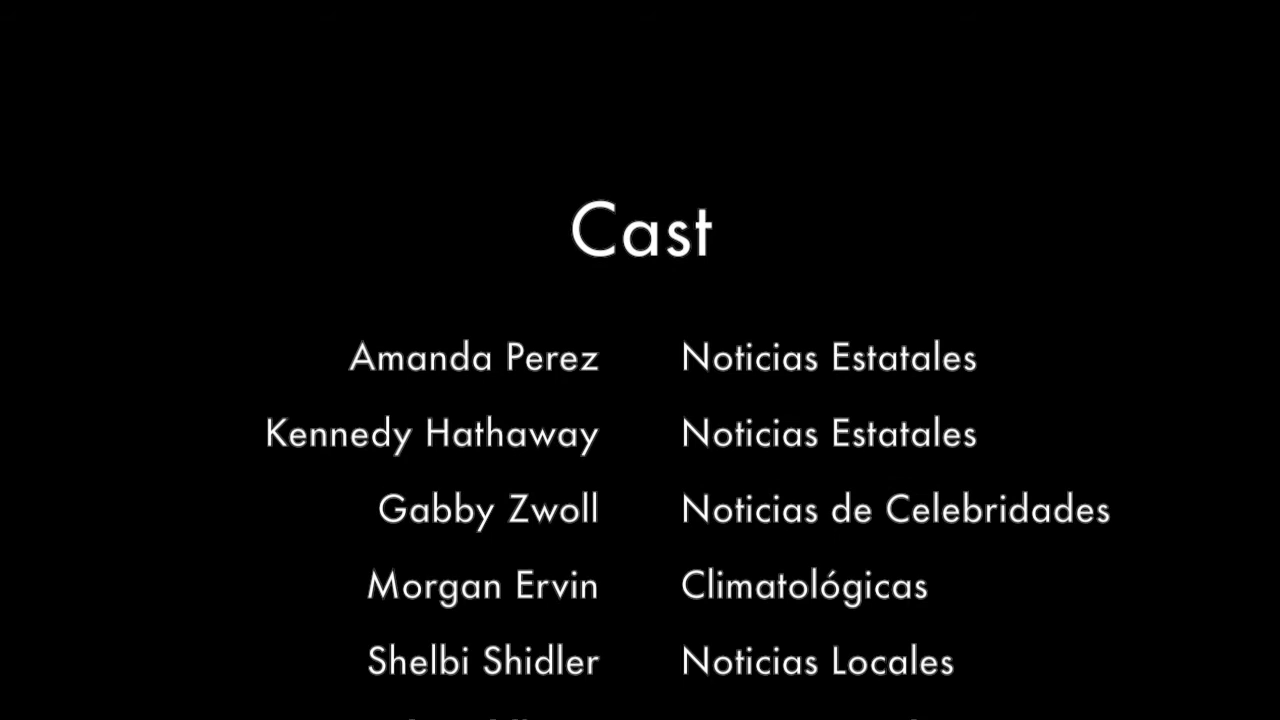 Cast
Amanda Perez Noticias Estatales
Kennedy Hathaway Noticias Estatales
Gabby Zwoll Noticias de Celebridades
Morgan Ervin Climatológicas
Shelbi Shidler Noticias Locales